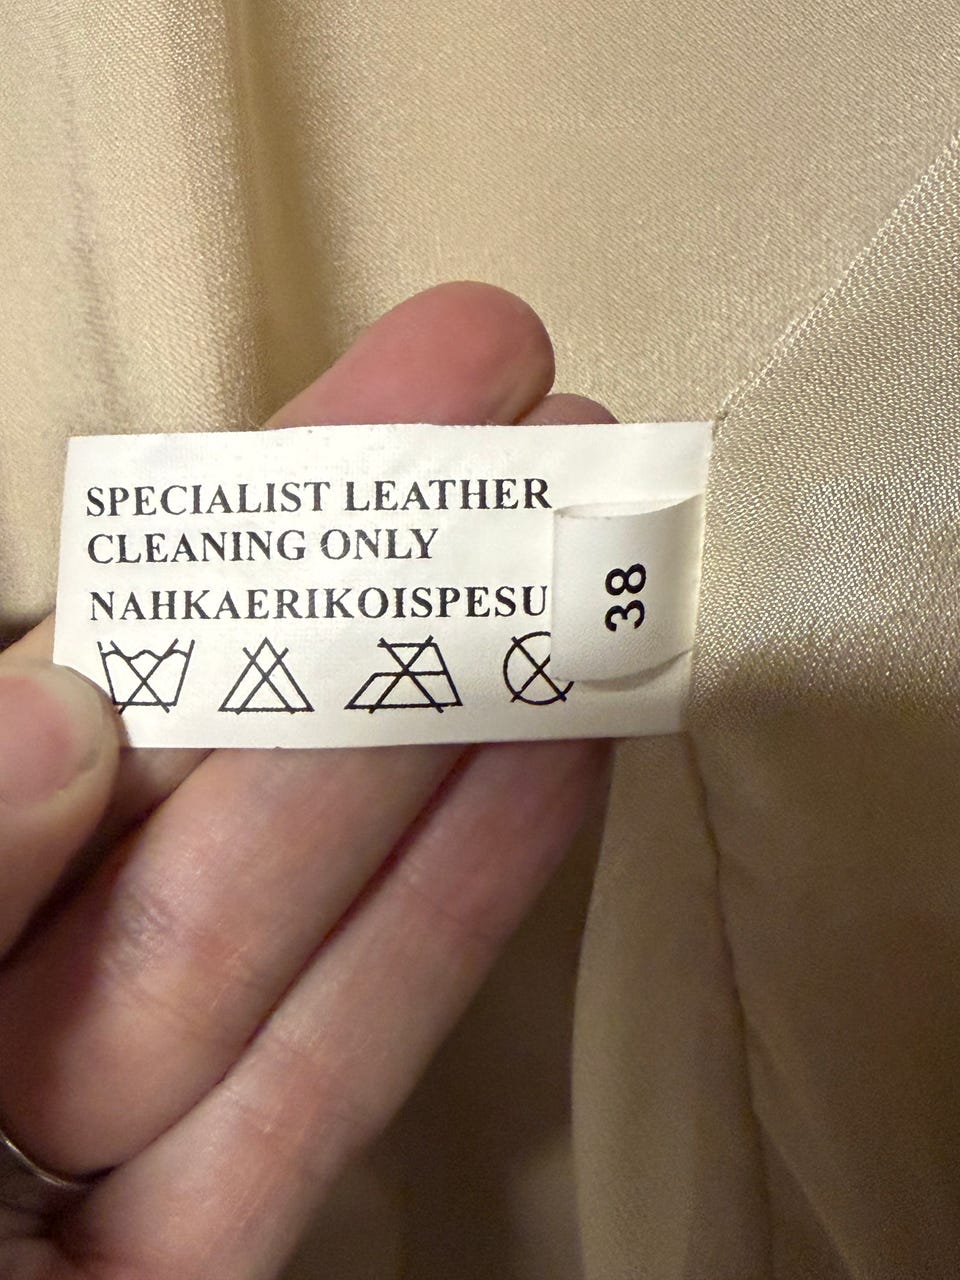 SPECIALIST LEATHER
CLEANING ONLY
NAHKAERIKOISPESU
38